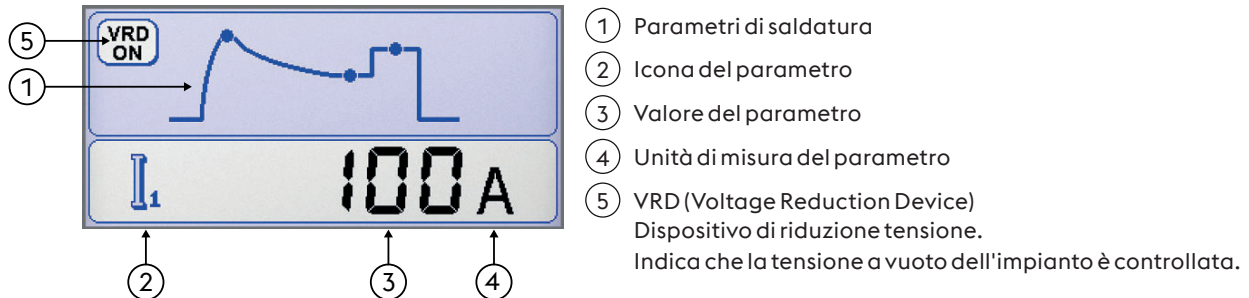 VRD
ON
5
1
I1
100 A
2
3
4
1 Parametri di saldatura
2 Icona del parametro
3 Valore del parametro
4 Unità di misura del parametro
5 VRD (Voltage Reduction Device)
Dispositivo di riduzione tensione.
Indica che la tensione a vuoto dell'impianto è controllata.